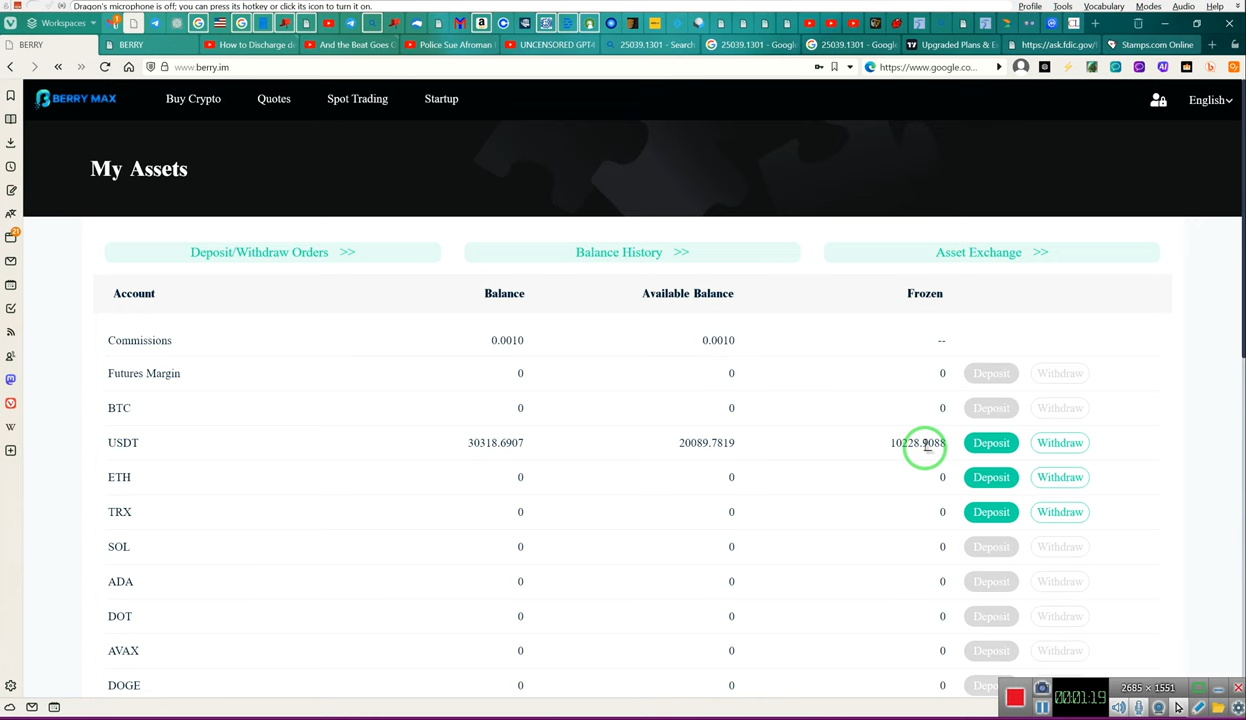 Dragon's microphone is off; you can press its hotkey or click its icon to turn it on.
Profile Tools Vocabulary Modes Audio Help
Workspaces
BERRY
BERRY
How to Discharge d
And the Beat Goes C
Police Sue Afroman
UNCENSORED GPT4
25039.1301 - Search
25039.1301 - Googl
25039.1301 - Google
Upgraded Plans & E
https://ask.fdic.gov/
Stamps.com Online
www.berry.im
https://www.google.co...
BERRY MAX
Buy Crypto
Quotes
Spot Trading
Startup
English
My Assets
Deposit/Withdraw Orders >>
Balance History >>
Asset Exchange >>
Account Balance Available Balance Frozen
Commissions 0.0010 0.0010 --
Futures Margin 0 0 0 Deposit Withdraw
BTC 0 0 0 Deposit Withdraw
USDT 30318.6907 20089.7819 10228.9088 Deposit Withdraw
ETH 0 0 0 Deposit Withdraw
TRX 0 0 0 Deposit Withdraw
SOL 0 0 0 Deposit Withdraw
ADA 0 0 0 Deposit Withdraw
DOT 0 0 0 Deposit Withdraw
AVAX 0 0 0 Deposit Withdraw
DOGE 0 0 0 Depo
2685 × 1551